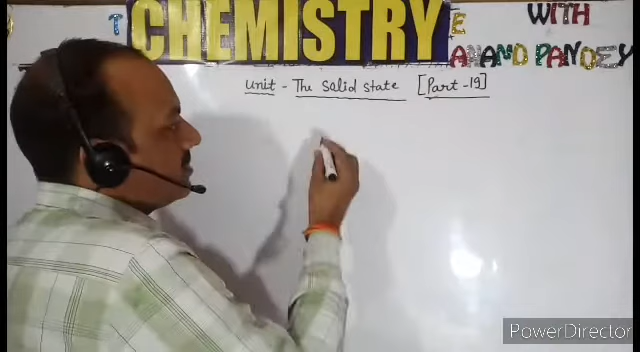 T CHEMISTRY E WITH
ANAND PANDEY
Unit - The Solid state [Part -19]
PowerDirector